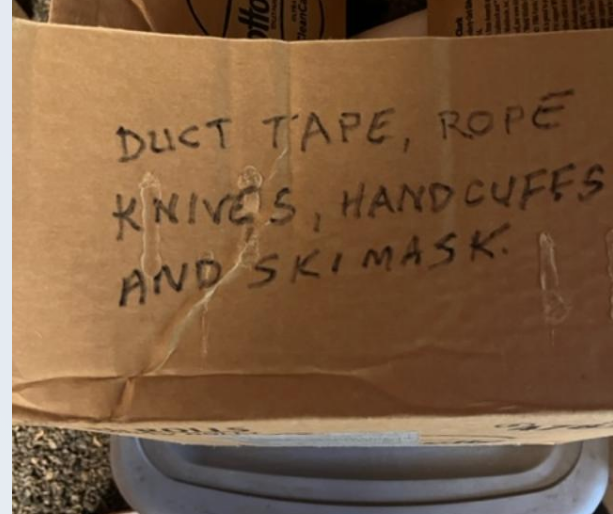 DUCT TAPE, ROPE
KNIVES, HANDCUFFS
AND SKI MASK.